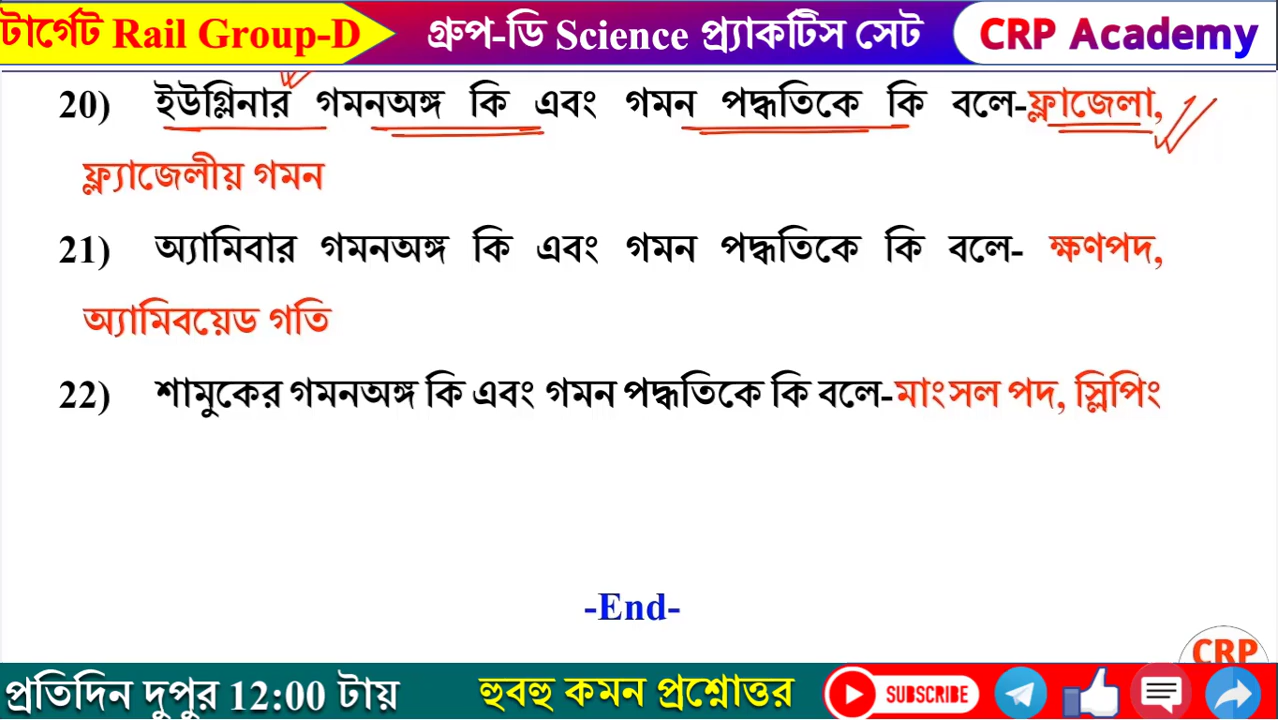 টার্গেট Rail Group-D
গ্রুপ-ডি Science প্র্যাকটিস সেট
CRP Academy
20) ইউগ্লিনার গমনঅঙ্গ কি এবং গমন পদ্ধতিকে কি বলে-ফ্লাজেলা,
ফ্ল্যাজেলীয় গমন
21) অ্যামিবার গমনঅঙ্গ কি এবং গমন পদ্ধতিকে কি বলে- ক্ষণপদ,
অ্যামিবয়েড গতি
22) শামুকের গমনঅঙ্গ কি এবং গমন পদ্ধতিকে কি বলে-মাংসল পদ, স্লিপিং
-End-
CRP
প্রতিদিন দুপুর 12:00 টায়
হুবহু কমন প্রশ্নোত্তর
SUBSCRIBE